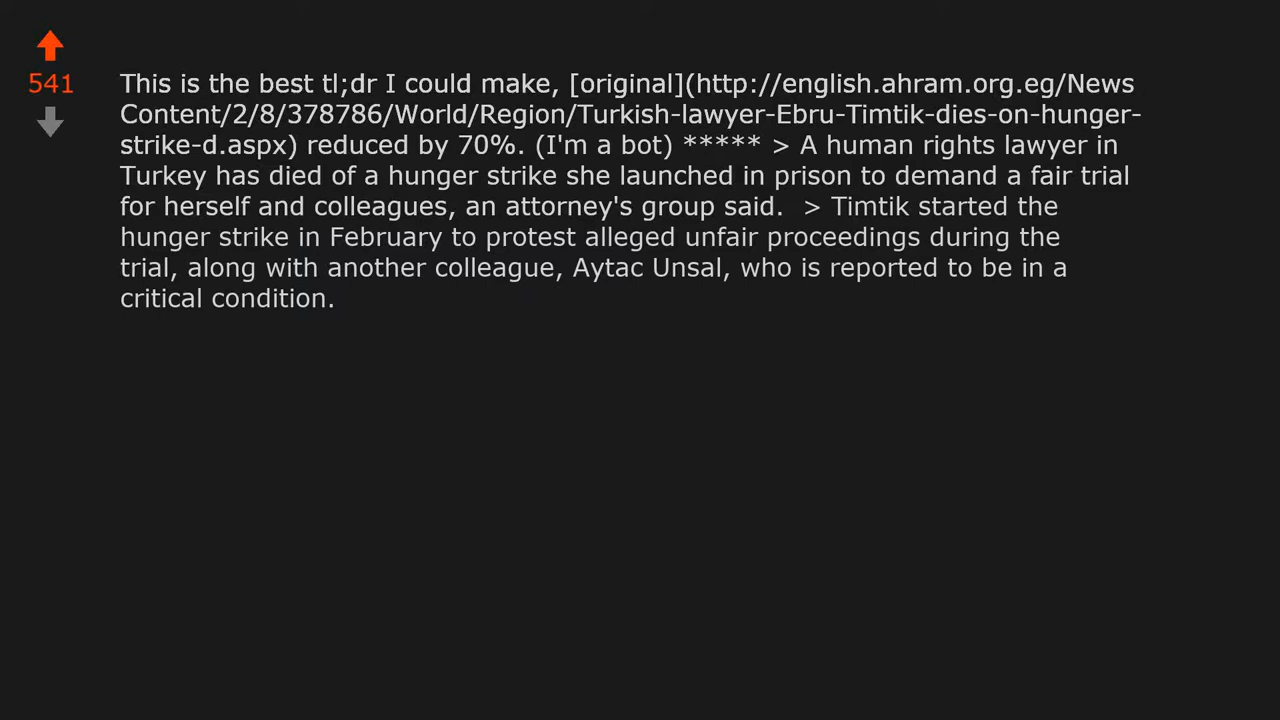 541
This is the best tl;dr I could make, [original](http://english.ahram.org.eg/News
Content/2/8/378786/World/Region/Turkish-lawyer-Ebru-Timtik-dies-on-hunger-
strike-d.aspx) reduced by 70%. (I'm a bot) ***** > A human rights lawyer in
Turkey has died of a hunger strike she launched in prison to demand a fair trial
for herself and colleagues, an attorney's group said.  > Timtik started the
hunger strike in February to protest alleged unfair proceedings during the
trial, along with another colleague, Aytac Unsal, who is reported to be in a
critical condition.